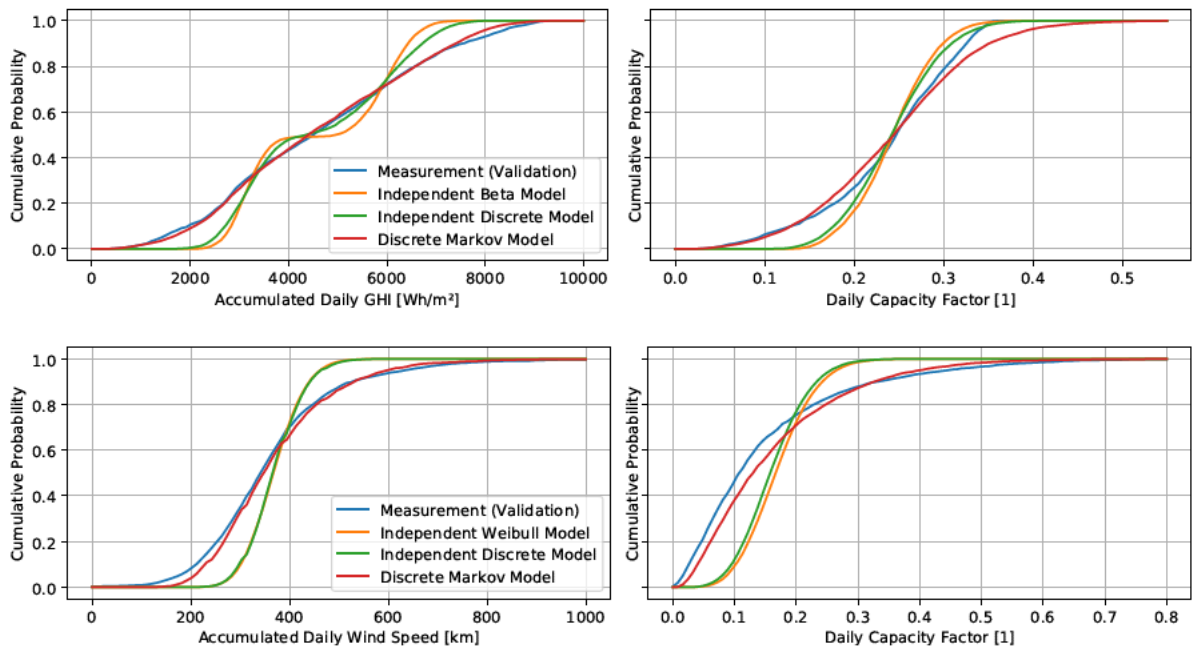 Cumulative Probability
1.0
0.8
0.6
0.4
0.2
0.0
Measurement (Validation)
Independent Beta Model
Independent Discrete Model
Discrete Markov Model
0 2000 4000 6000 8000 10000
Accumulated Daily GHI [Wh/m²]
Cumulative Probability
0.0 0.1 0.2 0.3 0.4 0.5
Daily Capacity Factor [1]
Cumulative Probability
1.0
0.8
0.6
0.4
0.2
0.0
Measurement (Validation)
Independent Weibull Model
Independent Discrete Model
Discrete Markov Model
0 200 400 600 800 1000
Accumulated Daily Wind Speed [km]
Cumulative Probability
0.0 0.1 0.2 0.3 0.4 0.5 0.6 0.7 0.8
Daily Capacity Factor [1]